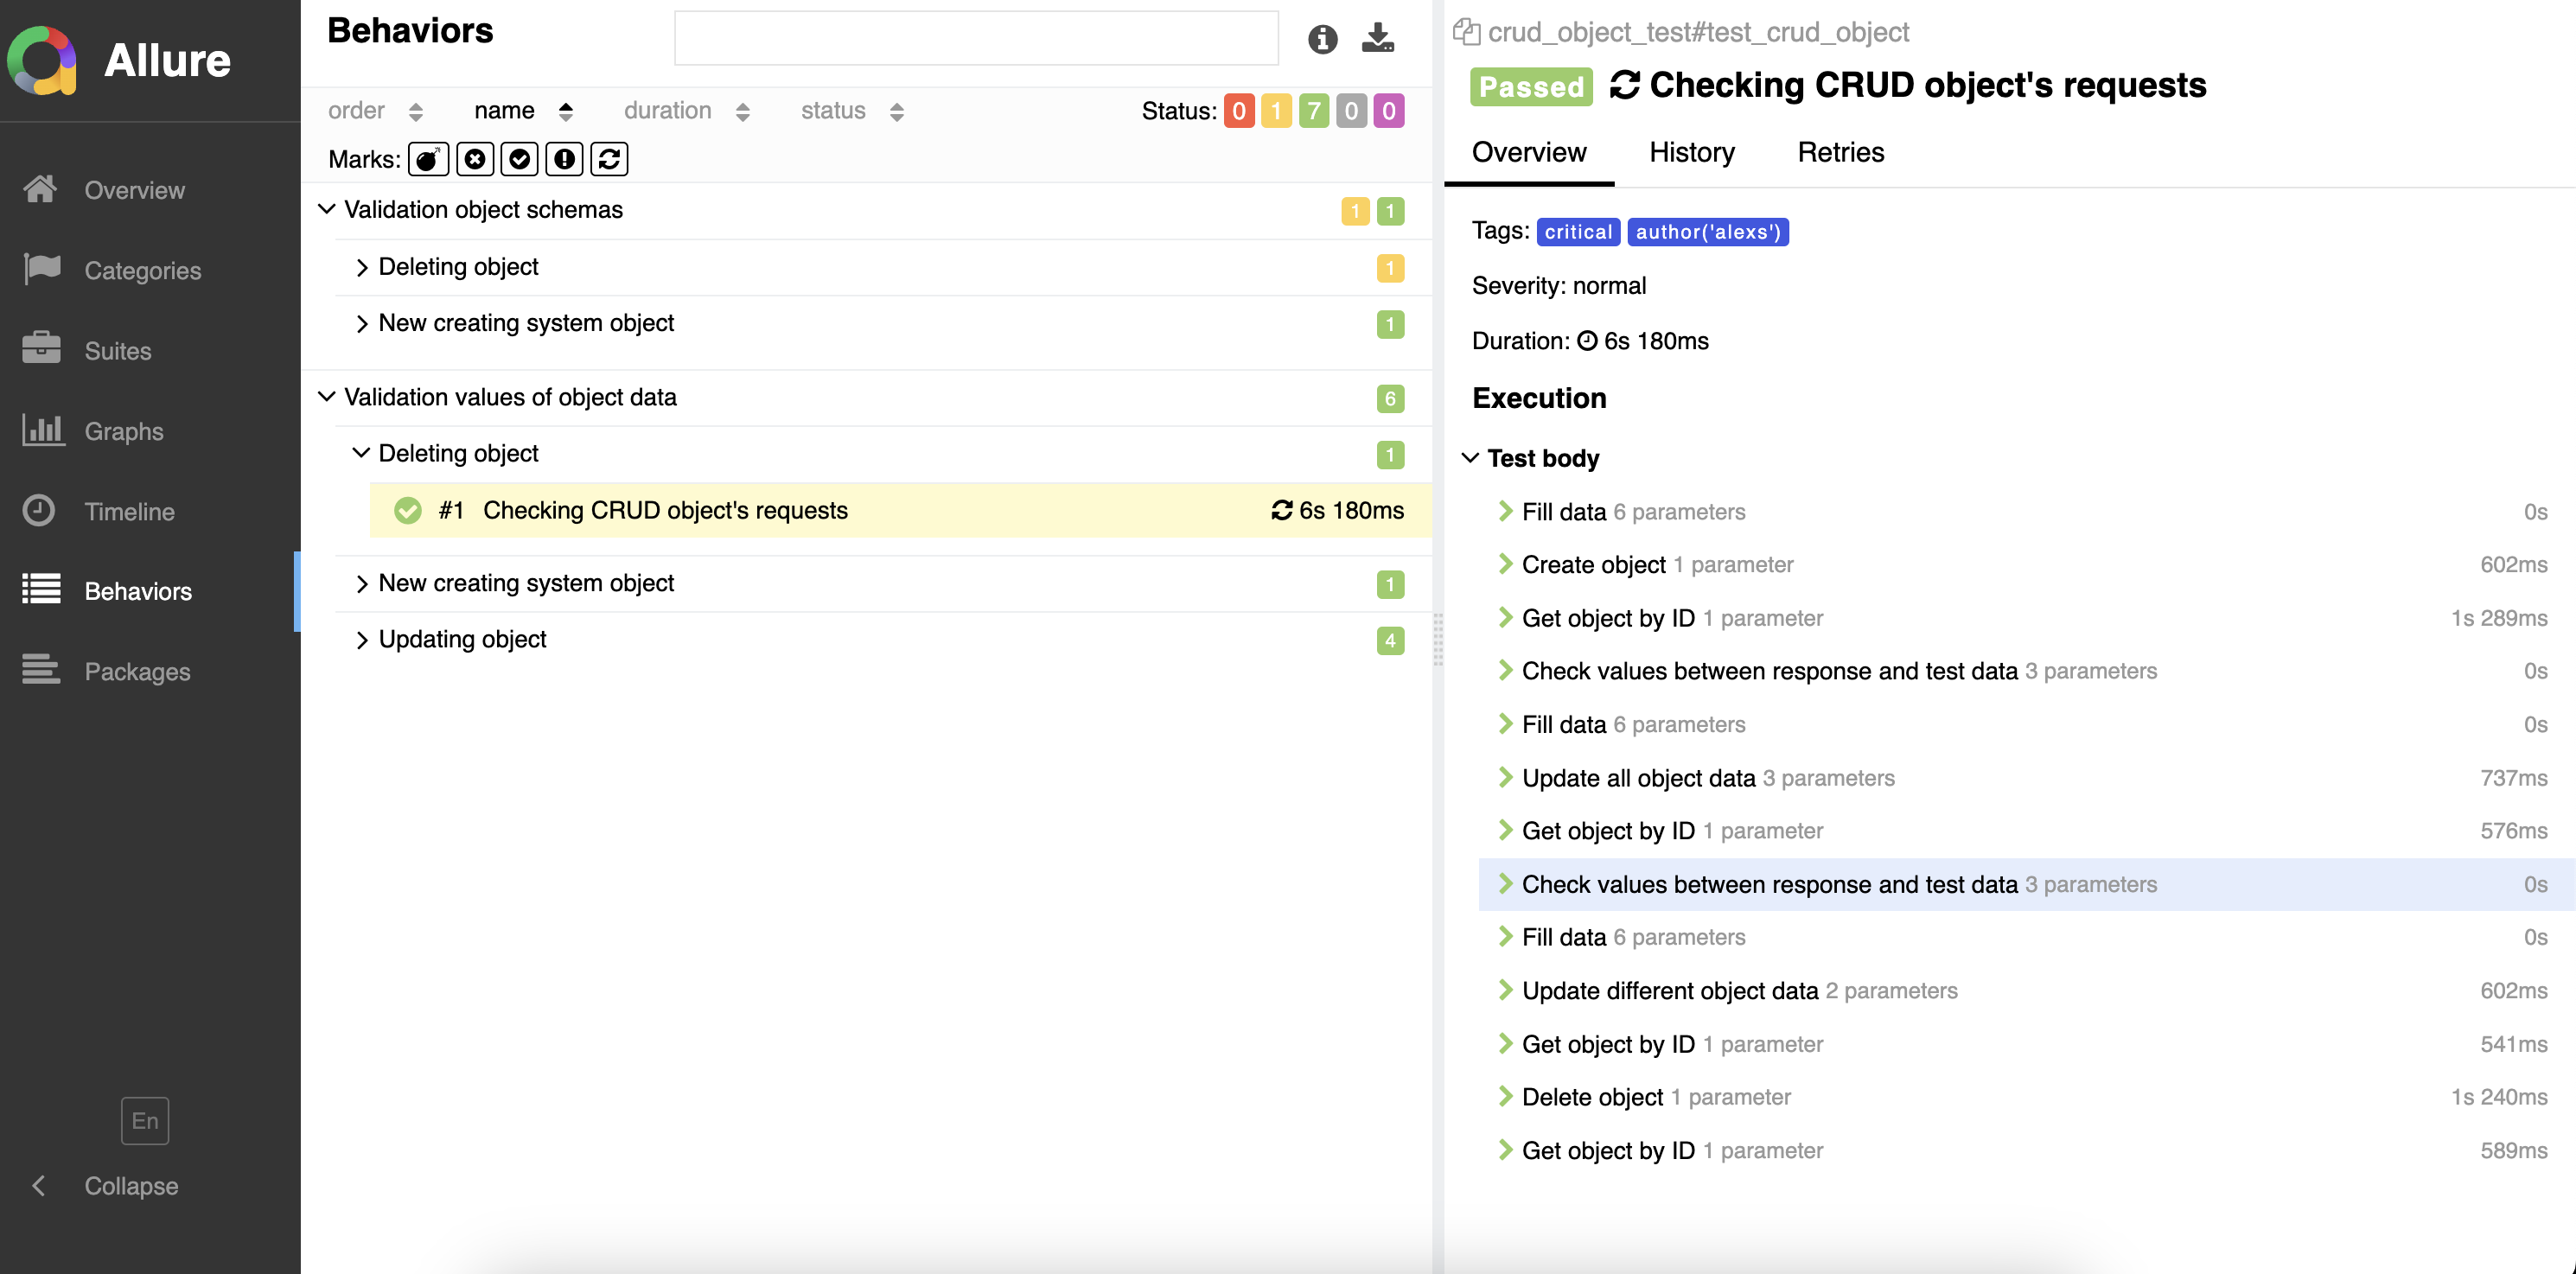 Allure
Overview
Categories
Suites
Graphs
Timeline
Behaviors
Packages
En
Collapse
Behaviors
order name duration status Status: 0 1 7 0 0
Marks:
Validation object schemas 1 1
Deleting object 1
New creating system object 1
Validation values of object data 6
Deleting object 1
#1 Checking CRUD object's requests 6s 180ms
New creating system object 1
Updating object 4
crud_object_test#test_crud_object
Passed Checking CRUD object's requests
Overview History Retries
Tags: critical author('alexs')
Severity: normal
Duration: 6s 180ms
Execution
Test body
Fill data 6 parameters 0s
Create object 1 parameter 602ms
Get object by ID 1 parameter 1s 289ms
Check values between response and test data 3 parameters 0s
Fill data 6 parameters 0s
Update all object data 3 parameters 737ms
Get object by ID 1 parameter 576ms
Check values between response and test data 3 parameters 0s
Fill data 6 parameters 0s
Update different object data 2 parameters 602ms
Get object by ID 1 parameter 541ms
Delete object 1 parameter 1s 240ms
Get object by ID 1 parameter 589ms